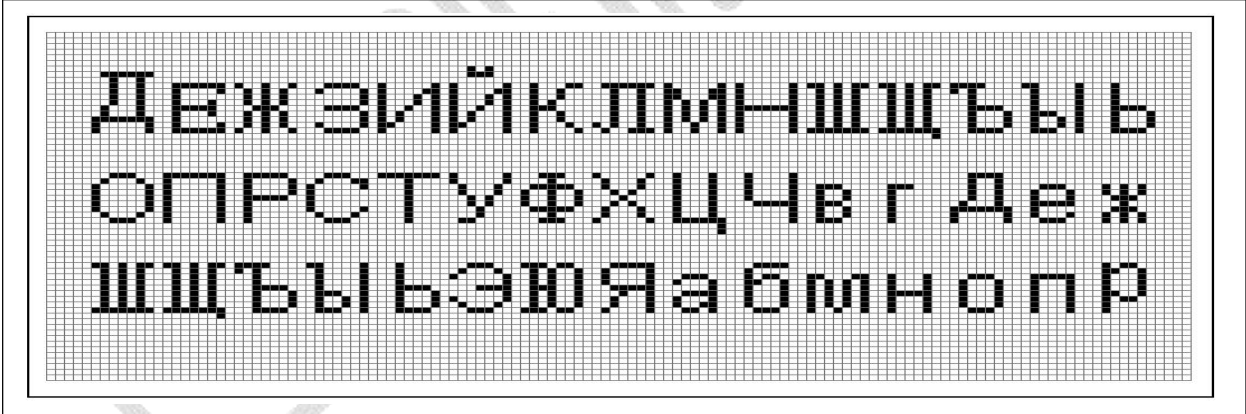 ДЕЖЗИЙКЛМНШЩЪЫЬ
ОПРСТУФХЦЧвгдеж
ШЩЪЫЬЭЮЯабмнопр